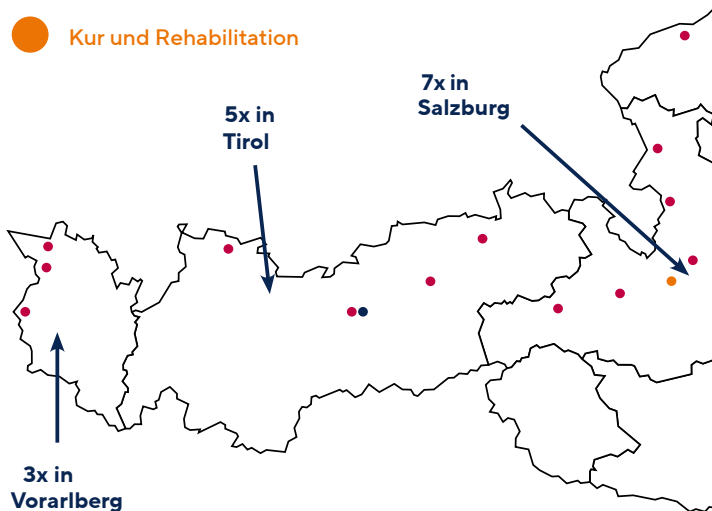 Kur und Rehabilitation
7x in
Salzburg
5x in
Tirol
3x in
Vorarlberg